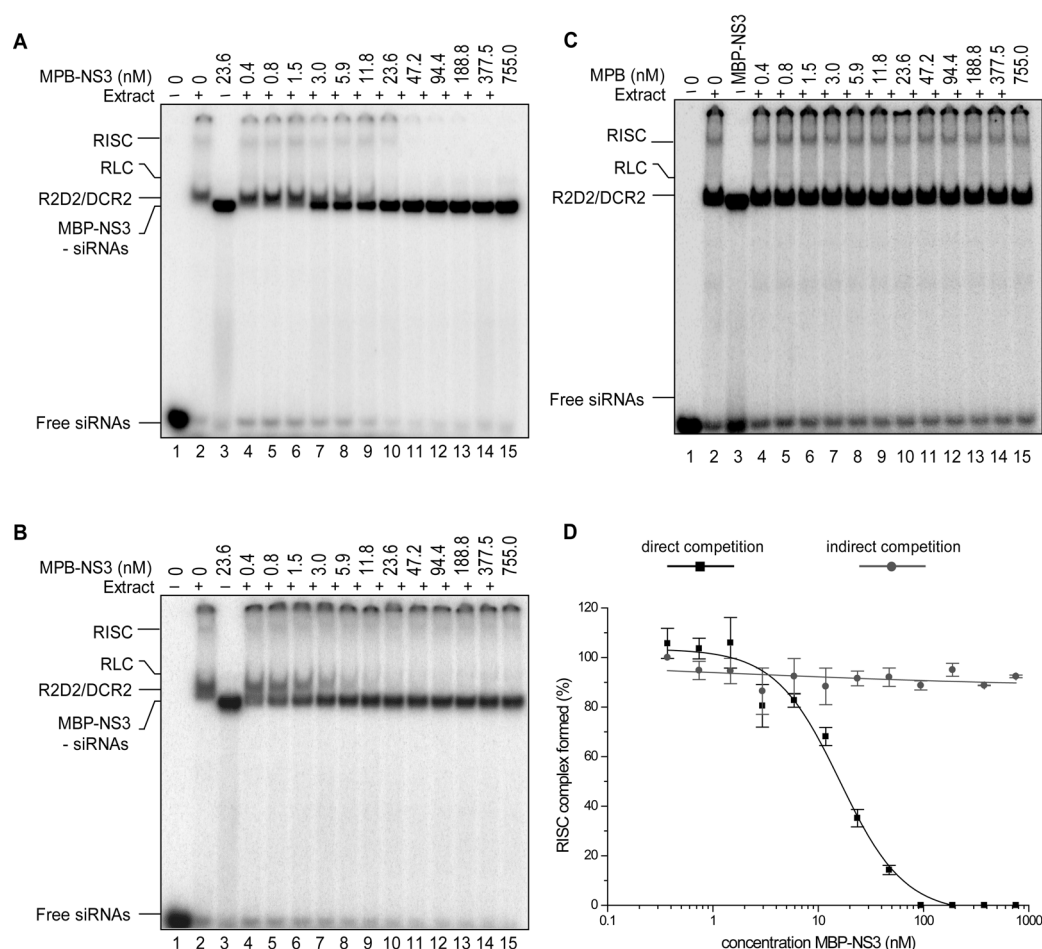 A
MPB-NS3 (nM) 0 0 23.6 0.4 0.8 1.5 3.0 5.9 11.8 23.6 47.2 94.4 188.8 377.5 755.0
Extract – + – + + + + + + + + + + +
RISC
RLC
R2D2/DCR2
MBP-NS3
- siRNAs
Free siRNAs
1 2 3 4 5 6 7 8 9 10 11 12 13 14 15
C
MPB (nM) 0 0 MBP-NS3 0.4 0.8 1.5 3.0 5.9 11.8 23.6 47.2 94.4 188.8 377.5 755.0
Extract – + – + + + + + + + + + + +
RISC
RLC
R2D2/DCR2
Free siRNAs
1 2 3 4 5 6 7 8 9 10 11 12 13 14 15
B
MPB-NS3 (nM) 0 0 23.6 0.4 0.8 1.5 3.0 5.9 11.8 23.6 47.2 94.4 188.8 377.5 755.0
Extract – + – + + + + + + + + + + +
RISC
RLC
R2D2/DCR2
MBP-NS3
- siRNAs
Free siRNAs
1 2 3 4 5 6 7 8 9 10 11 12 13 14 15
D
direct competition indirect competition
RISC complex formed (%)
120
100
80
60
40
20
0
0.1 1 10 100 1000
concentration MBP-NS3 (nM)